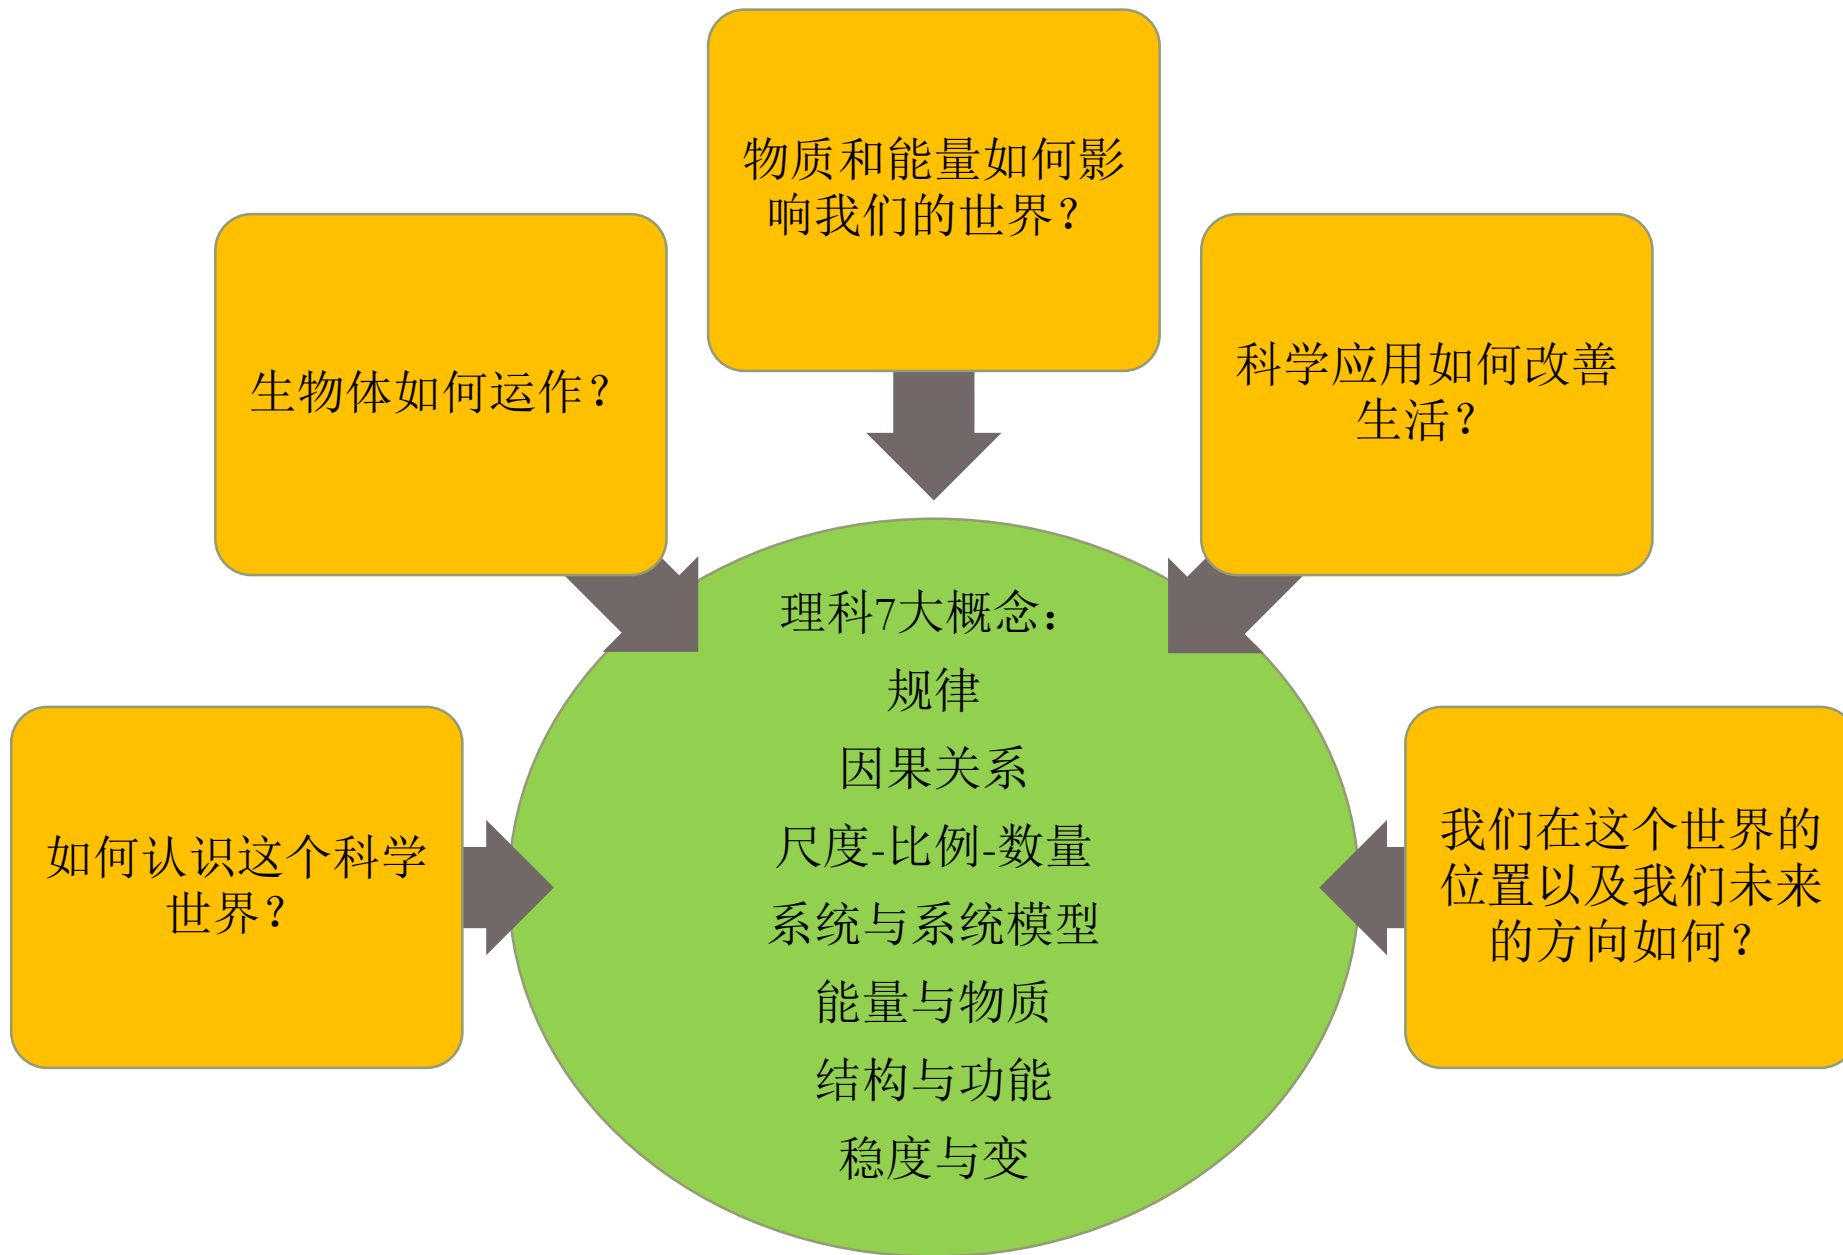 物质和能量如何影
响我们的世界？
生物体如何运作？
科学应用如何改善
生活？
如何认识这个科学
世界？
我们在这个世界的
位置以及我们未来
的方向如何？
理科7大概念：
规律
因果关系
尺度-比例-数量
系统与系统模型
能量与物质
结构与功能
稳度与变